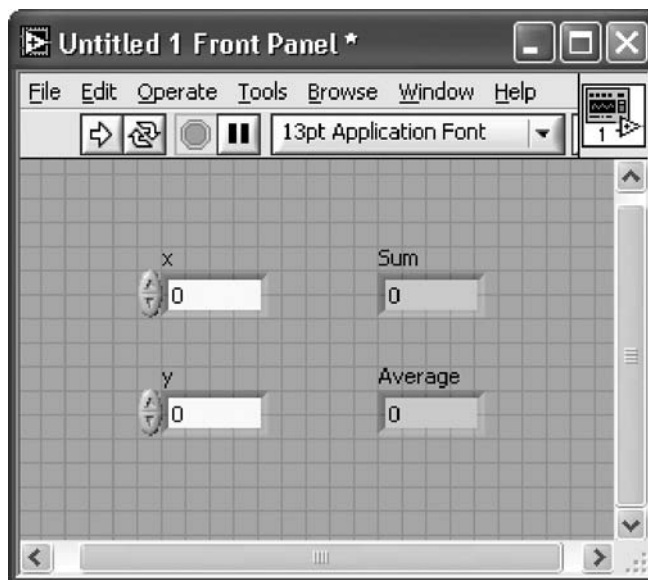 Untitled 1 Front Panel *
File Edit Operate Tools Browse Window Help
13pt Application Font
1
x
0
Sum
0
y
0
Average
0